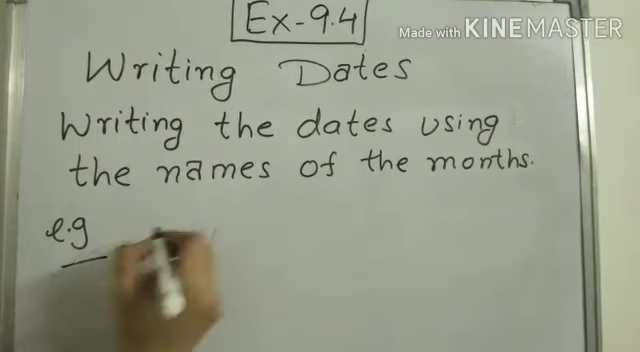 Ex-9.4
Made with KINEMASTER
Writing Dates
Writing the dates using
the names of the months.
e.g